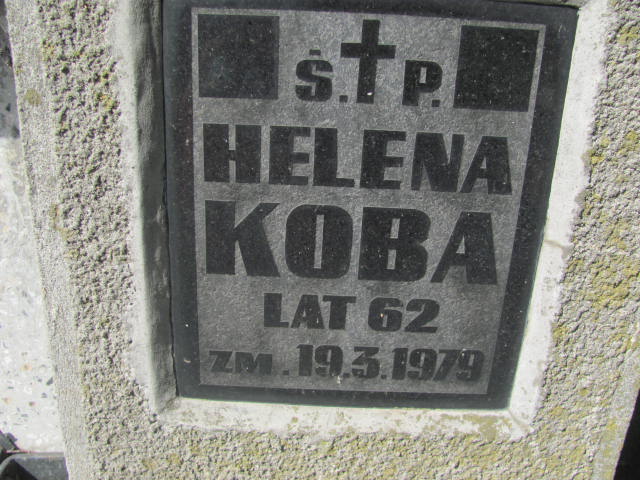 Ś.✝P.
HELENA
KOBA
LAT 62
ZM. 19.3.1979